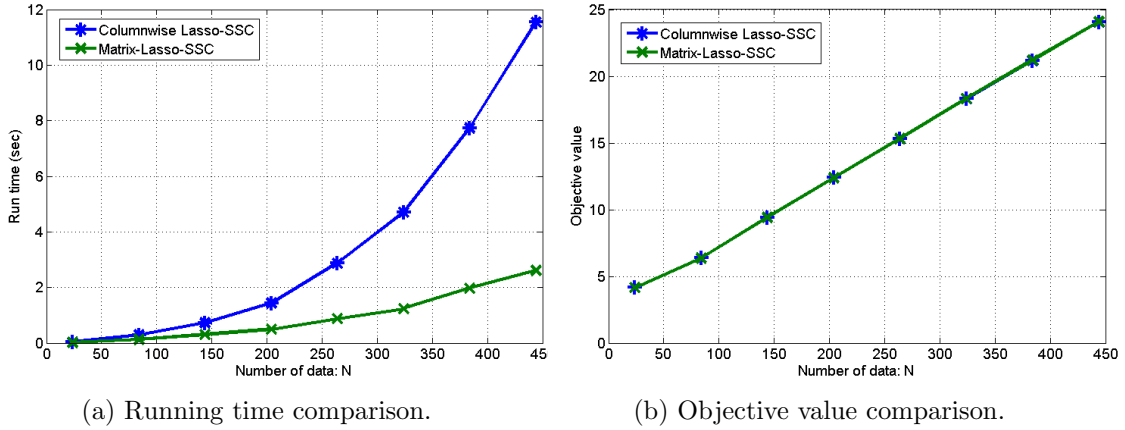 12
10
8
6
4
2
0
Run time (sec)
Columnwise Lasso-SSC
Matrix-Lasso-SSC
0 50 100 150 200 250 300 350 400 450
Number of data: N
(a) Running time comparison.
25
20
15
10
5
0
Objective value
Columnwise Lasso-SSC
Matrix-Lasso-SSC
0 50 100 150 200 250 300 350 400 450
Number of data: N
(b) Objective value comparison.